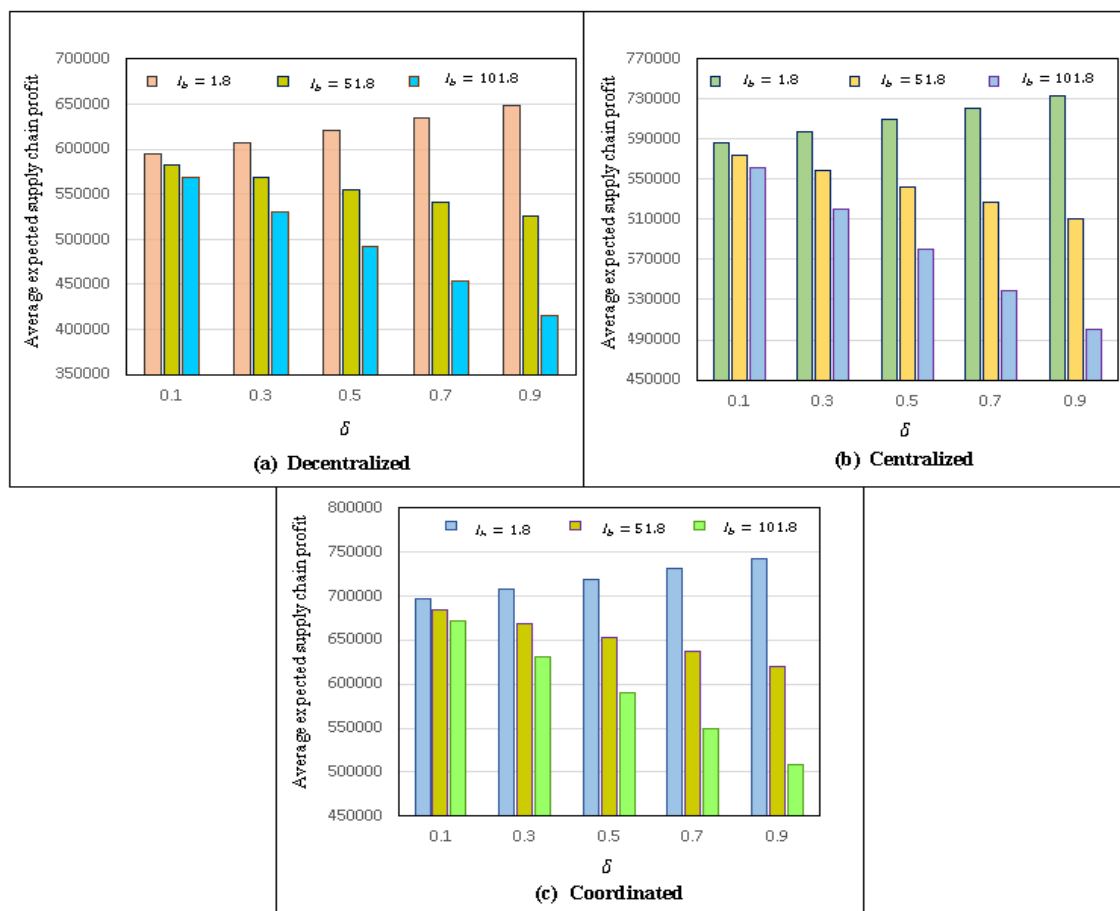 700000
650000
600000
550000
500000
450000
400000
350000
Average expected supply chain profit
I_b = 1.8 I_b = 51.8 I_b = 101.8
0.1 0.3 0.5 0.7 0.9
δ
(a) Decentralized
770000
730000
590000
550000
510000
570000
530000
490000
450000
Average expected supply chain profit
I_b = 1.8 I_b = 51.8 I_b = 101.8
0.1 0.3 0.5 0.7 0.9
δ
(b) Centralized
800000
750000
700000
650000
600000
550000
500000
450000
Average expected supply chain profit
I_b = 1.8 I_b = 51.8 I_b = 101.8
0.1 0.3 0.5 0.7 0.9
δ
(c) Coordinated